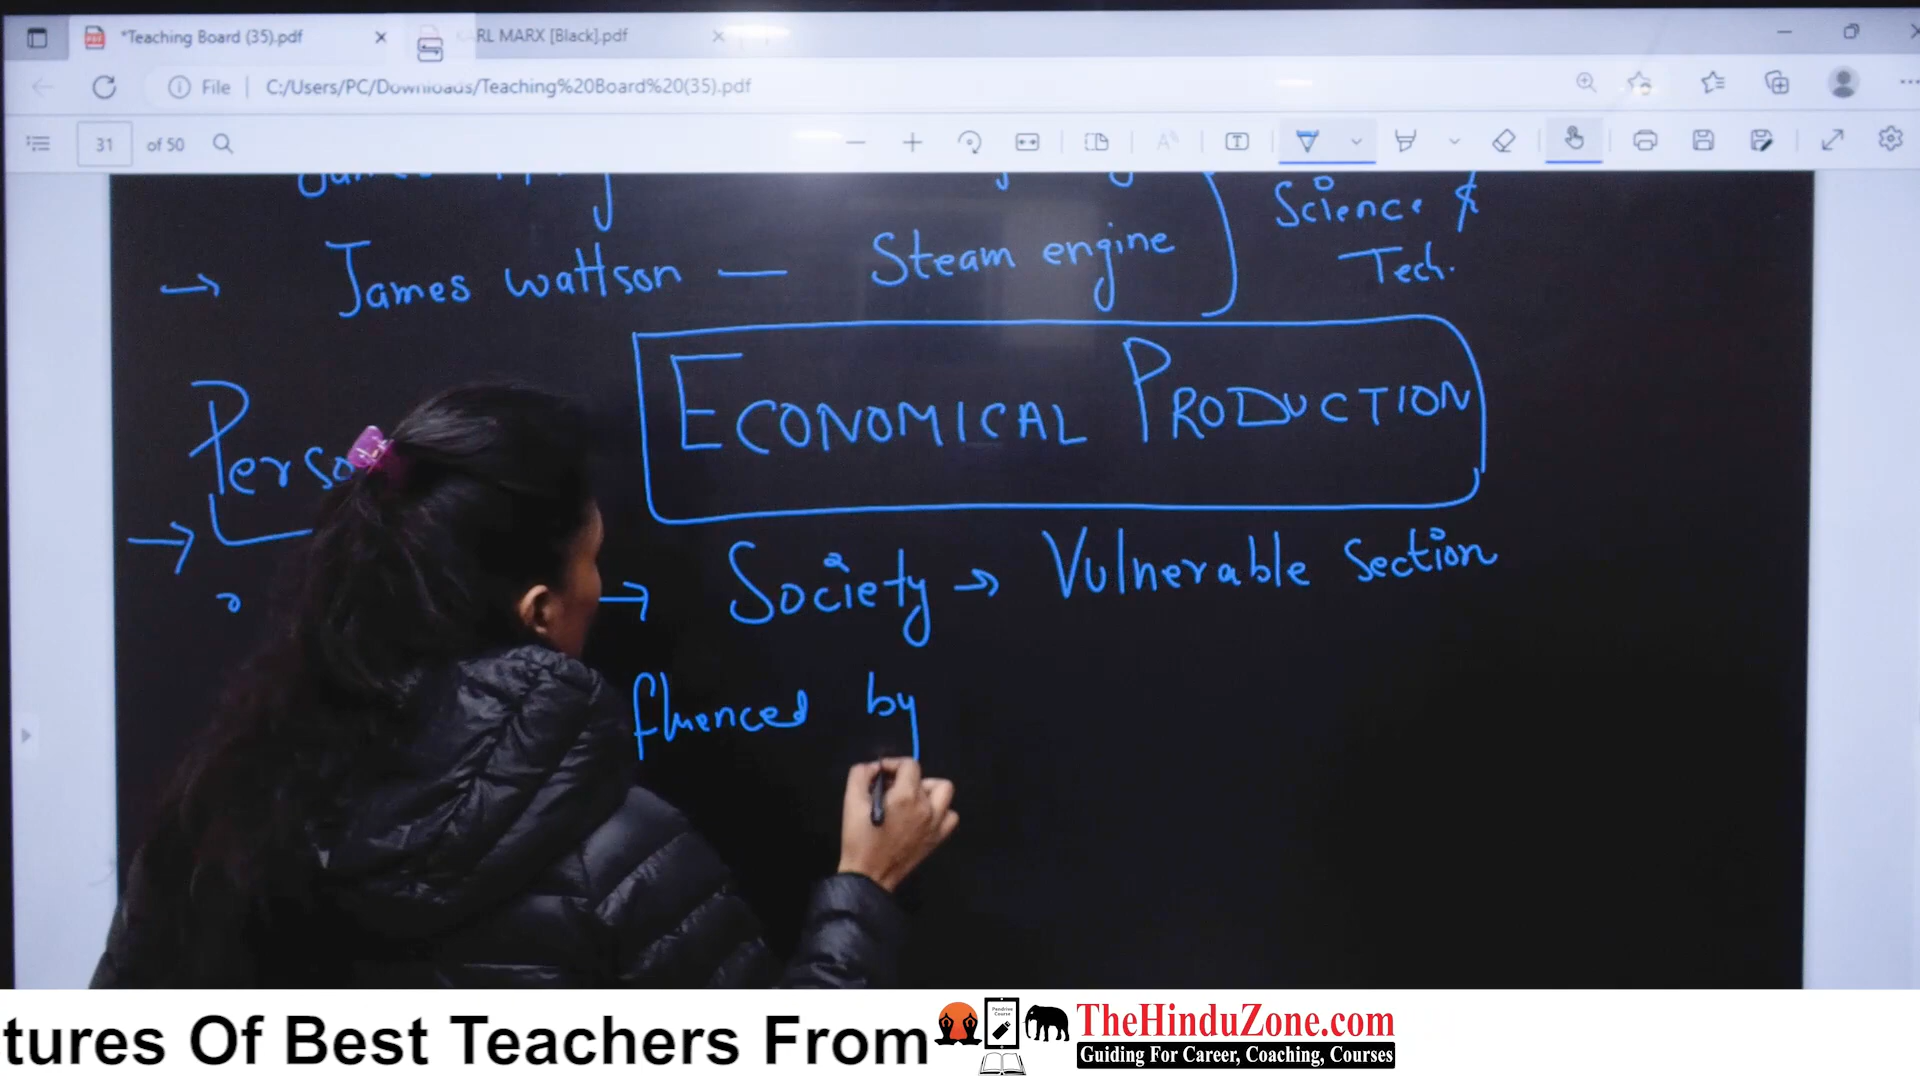 *Teaching Board (35).pdf
RL MARX [Black].pdf
File C:/Users/PC/Downloads/Teaching%20Board%20(35).pdf
31 of 50
Science &
Tech.
→ James wattson — Steam engine
ECONOMICAL PRODUCTION
Perso
→ Society → Vulnerable Section
fluenced by
tures Of Best Teachers From
Pendrive
Course
TheHinduZone.com
Guiding For Career, Coaching, Courses